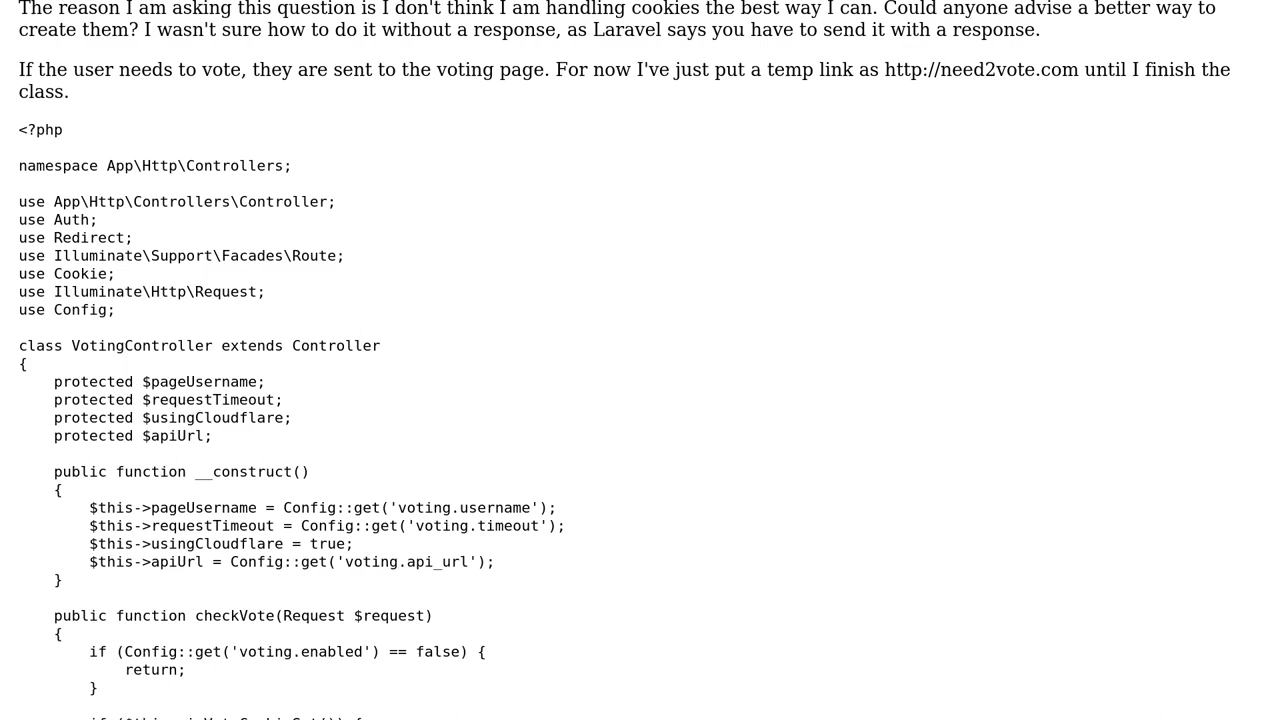 The reason I am asking this question is I don't think I am handling cookies the best way I can. Could anyone advise a better way to
create them? I wasn't sure how to do it without a response, as Laravel says you have to send it with a response.
If the user needs to vote, they are sent to the voting page. For now I've just put a temp link as http://need2vote.com until I finish the
class.
<?php
namespace App\Http\Controllers;
use App\Http\Controllers\Controller;
use Auth;
use Redirect;
use Illuminate\Support\Facades\Route;
use Cookie;
use Illuminate\Http\Request;
use Config;
class VotingController extends Controller
{
    protected $pageUsername;
    protected $requestTimeout;
    protected $usingCloudflare;
    protected $apiUrl;
    public function __construct()
    {
        $this->pageUsername = Config::get('voting.username');
        $this->requestTimeout = Config::get('voting.timeout');
        $this->usingCloudflare = true;
        $this->apiUrl = Config::get('voting.api_url');
    }
    public function checkVote(Request $request)
    {
        if (Config::get('voting.enabled') == false) {
            return;
        }